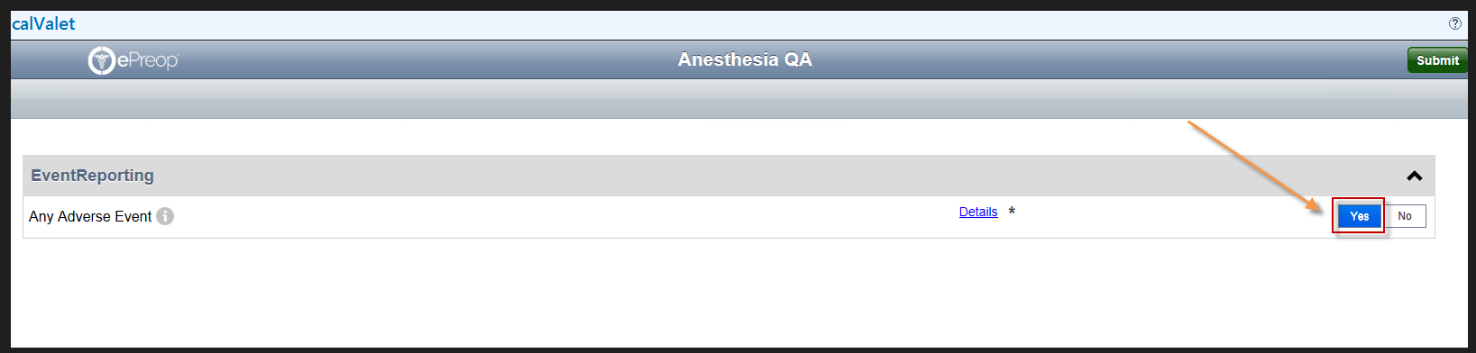 calValet
ePreop
Anesthesia QA
Submit
EventReporting
Any Adverse Event
Details *
Yes
No